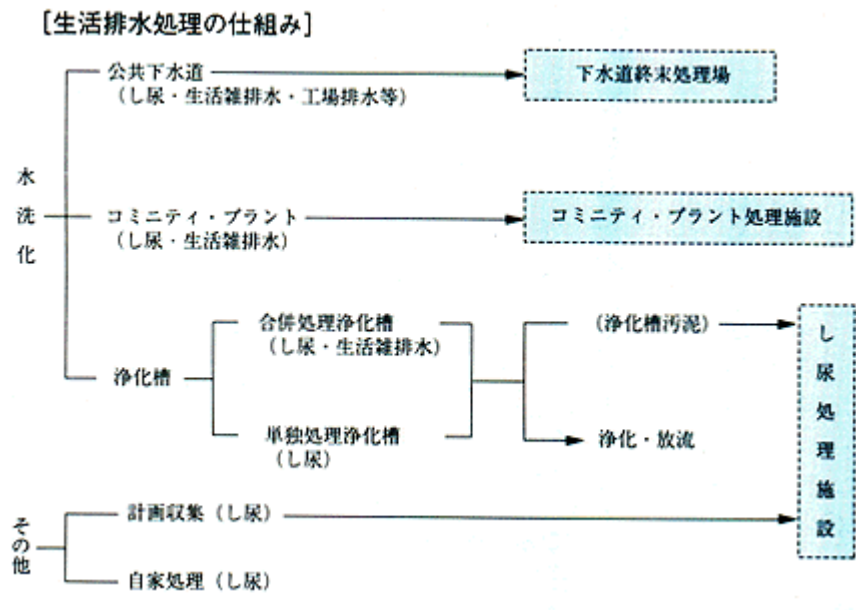 [生活排水処理の仕組み]
公共下水道
(し尿・生活雑排水・工場排水等)
下水道終末処理場
水洗化
コミニティ・プラント
(し尿・生活雑排水)
コミニティ・プラント処理施設
浄化槽
合併処理浄化槽
(し尿・生活雑排水)
(浄化槽汚泥)
し尿処理施設
単独処理浄化槽
(し尿)
浄化・放流
その他
計画収集(し尿)
自家処理(し尿)